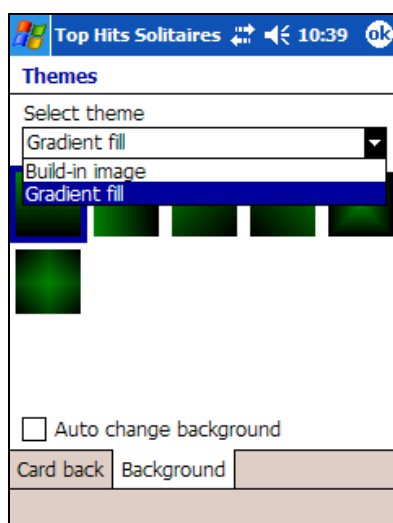 Top Hits Solitaires 10:39 ok
Themes
Select theme
Gradient fill
Build-in image
Gradient fill
Auto change background
Card back Background